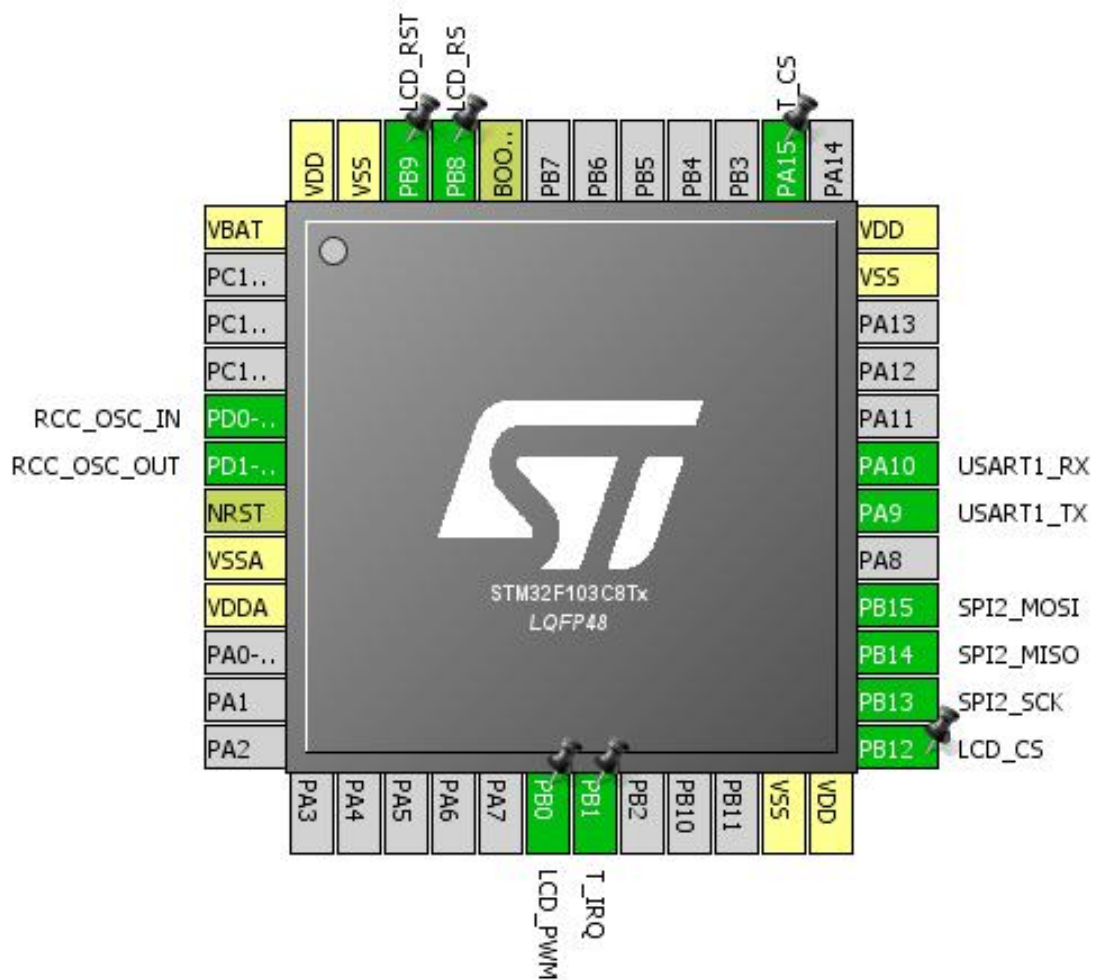 LCD_RST
LCD_RS
T_CS
VDD
VSS
PB9
PB8
BOO..
PB7
PB6
PB5
PB4
PB3
PA15
PA14
VBAT
VDD
PC1..
VSS
PC1..
PA13
PC1..
PA12
RCC_OSC_IN PD0-..
PA11
RCC_OSC_OUT PD1-..
PA10 USART1_RX
NRST
PA9 USART1_TX
VSSA
PA8
VDDA
PB15 SPI2_MOSI
PA0-..
PB14 SPI2_MISO
PA1
PB13 SPI2_SCK
PA2
PB12 LCD_CS
ST
STM32F103C8Tx
LQFP48
PA3
PA4
PA5
PA6
PA7
PB0
PB1
PB2
PB10
PB11
VSS
VDD
LCD_PWM
T_IRQ